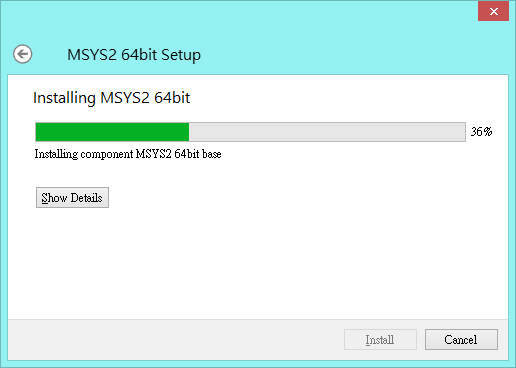 MSYS2 64bit Setup
Installing MSYS2 64bit
36%
Installing component MSYS2 64bit base
Show Details
Install
Cancel